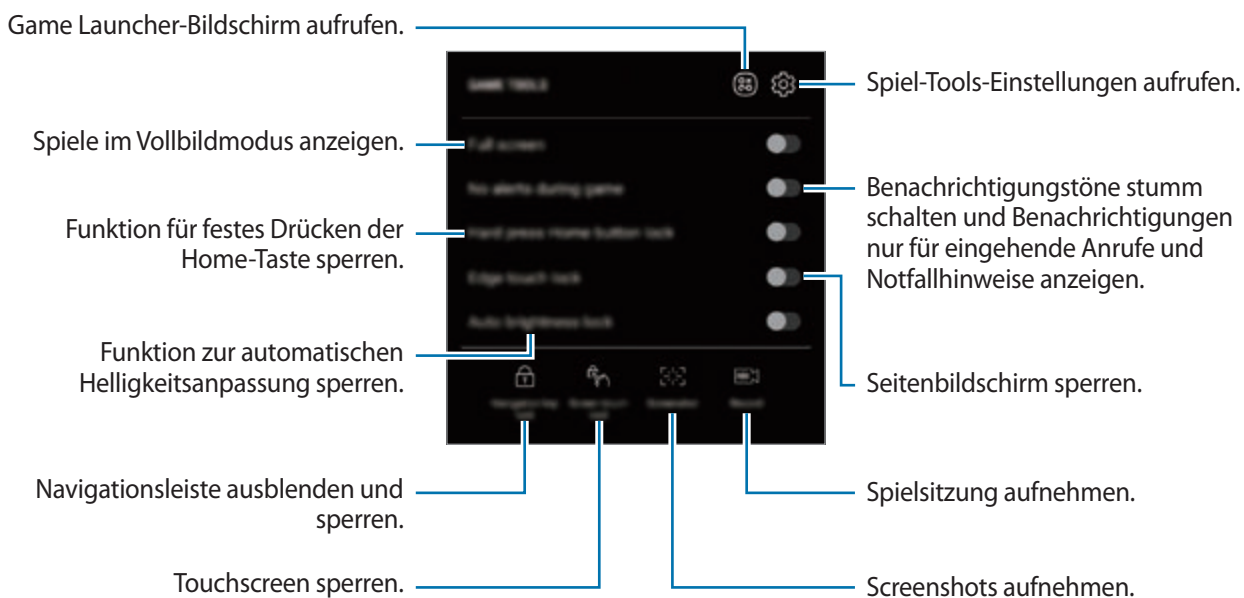 Game Launcher-Bildschirm aufrufen.
Spiel-Tools-Einstellungen aufrufen.
GAME TOOLS
Spiele im Vollbildmodus anzeigen.
Full screen
No alerts during game
Benachrichtigungstöne stumm
schalten und Benachrichtigungen
nur für eingehende Anrufe und
Notfallhinweise anzeigen.
Funktion für festes Drücken der
Home-Taste sperren.
Hard press Home button lock
Edge touch lock
Auto brightness lock
Funktion zur automatischen
Helligkeitsanpassung sperren.
Seitenbildschirm sperren.
Navigationsleiste ausblenden und
sperren.
Spielsitzung aufnehmen.
Touchscreen sperren.
Screenshots aufnehmen.